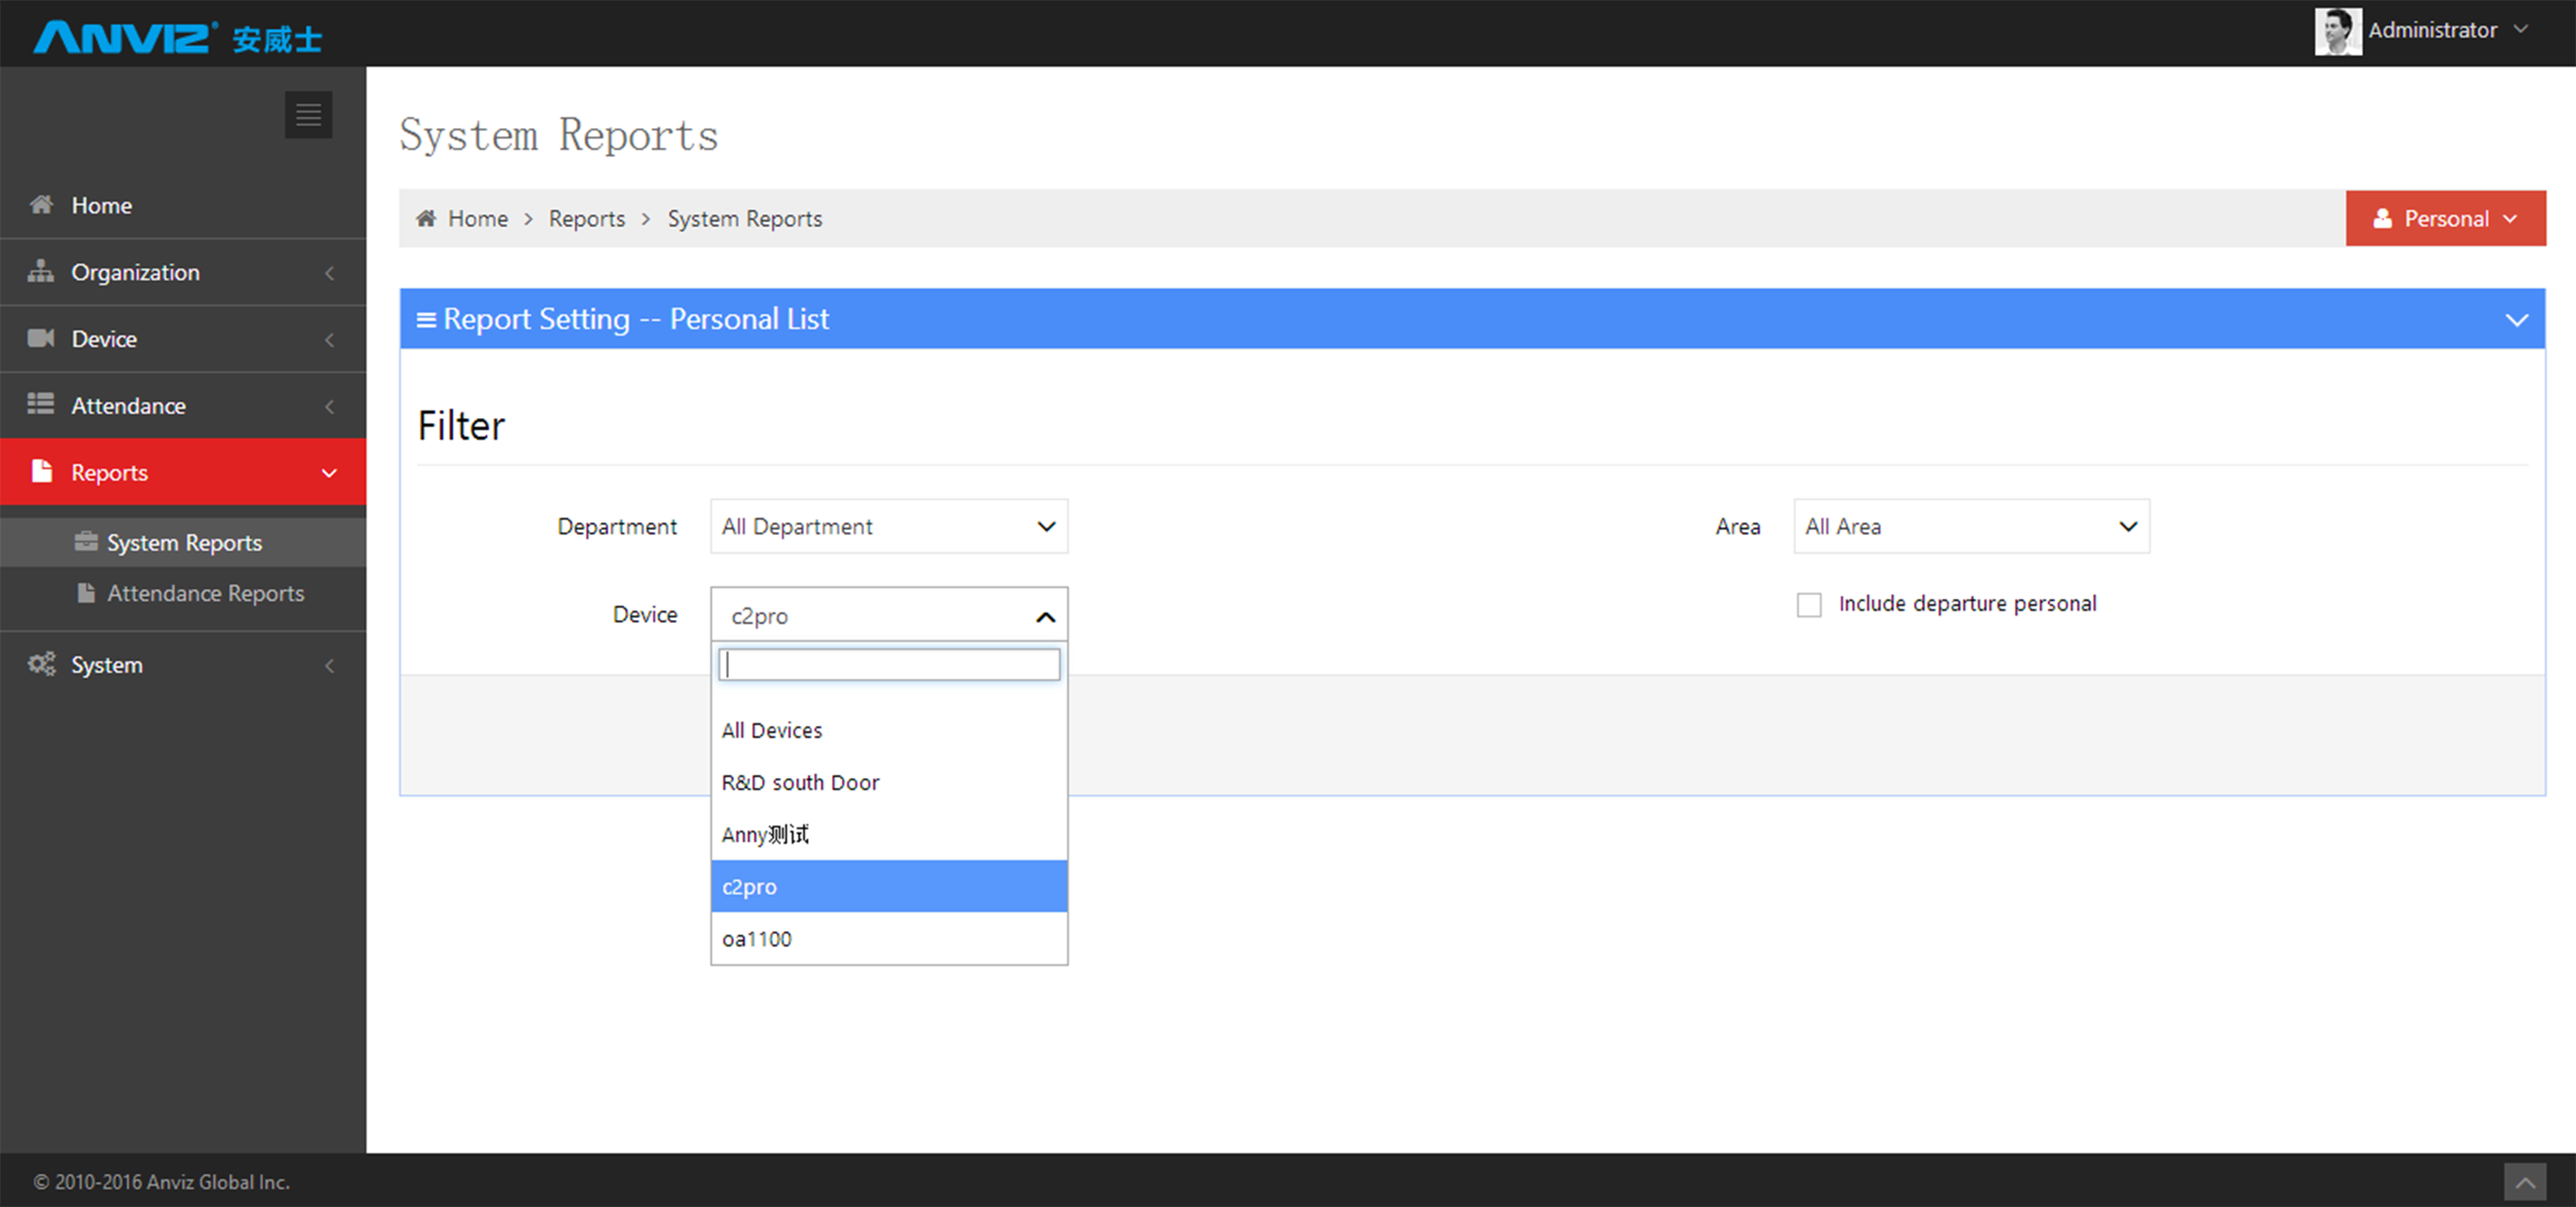 ANVIZ® 安威士
Administrator
System Reports
Home
Home > Reports > System Reports
Personal
Organization
Device
Attendance
Reports
System Reports
Attendance Reports
System
Report Setting -- Personal List
Filter
Department
All Department
Area
All Area
Device
c2pro
Include departure personal
All Devices
R&D south Door
Anny测试
c2pro
oa1100
© 2010-2016 Anviz Global Inc.